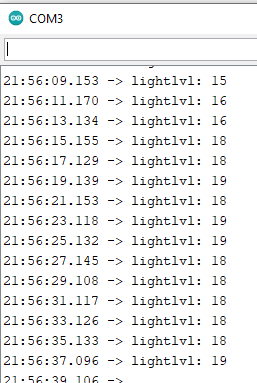 COM3
21:56:09.153 -> lightlvl: 15
21:56:11.170 -> lightlvl: 16
21:56:13.134 -> lightlvl: 16
21:56:15.155 -> lightlvl: 18
21:56:17.129 -> lightlvl: 18
21:56:19.139 -> lightlvl: 19
21:56:21.153 -> lightlvl: 18
21:56:23.118 -> lightlvl: 19
21:56:25.132 -> lightlvl: 19
21:56:27.145 -> lightlvl: 18
21:56:29.108 -> lightlvl: 18
21:56:31.117 -> lightlvl: 18
21:56:33.126 -> lightlvl: 18
21:56:35.133 -> lightlvl: 18
21:56:37.096 -> lightlvl: 19
21:56:39.106 ->